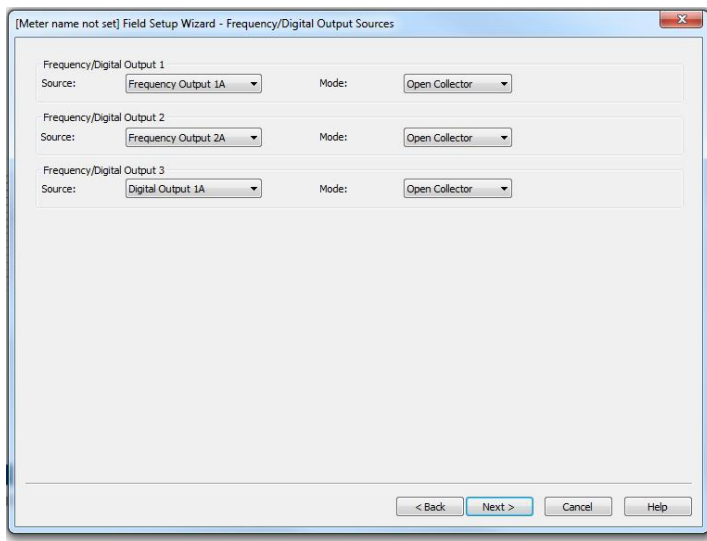 [Meter name not set] Field Setup Wizard - Frequency/Digital Output Sources
Frequency/Digital Output 1
Source: Frequency Output 1A Mode: Open Collector
Frequency/Digital Output 2
Source: Frequency Output 2A Mode: Open Collector
Frequency/Digital Output 3
Source: Digital Output 1A Mode: Open Collector
< Back Next > Cancel Help